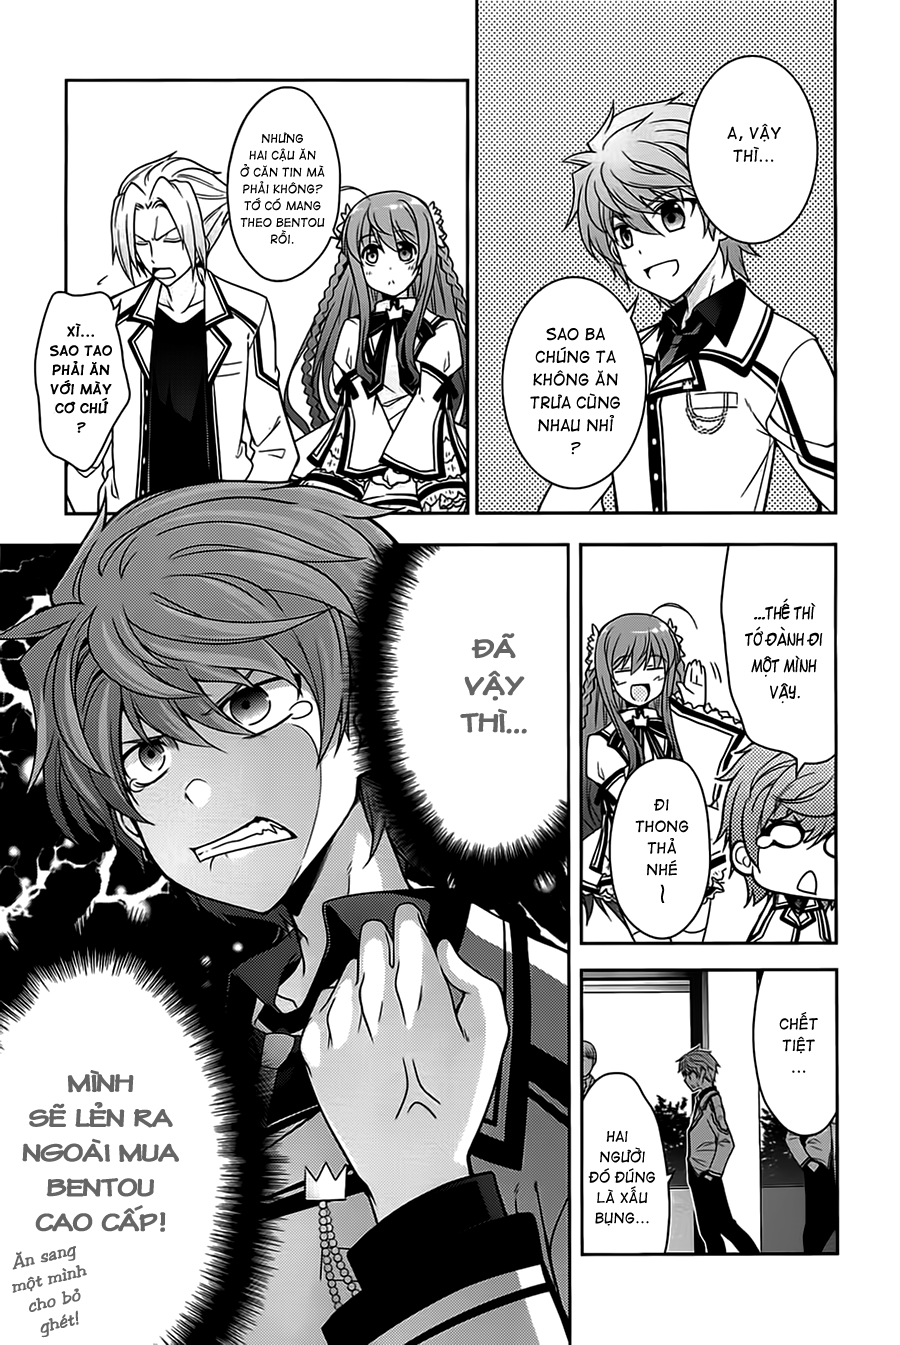 A, VẬY
THÌ...
SAO BA
CHÚNG TA
KHÔNG ĂN
TRƯA CÙNG
NHAU NHỈ
?
NHƯNG
HAI CẬU ĂN
Ở CĂN TIN MÀ
PHẢI KHÔNG?
TỚ CÓ MANG
THEO BENTOU
RỒI.
XÌ...
SAO TAO
PHẢI ĂN
VỚI MÀY
CƠ CHỨ
?
...THẾ THÌ
TỚ ĐÀNH ĐI
MỘT MÌNH
VẬY.
ĐI
THONG
THẢ
NHÉ
~
CHẾT
TIỆT
...
HAI
NGƯỜI
ĐÓ ĐÚNG
LÀ XẤU
BỤNG...
ĐÃ
VẬY
THÌ...
MÌNH
SẼ LẺN RA
NGOÀI MUA
BENTOU
CAO CẤP!
Ăn sang
một mình
cho bỏ
ghét!